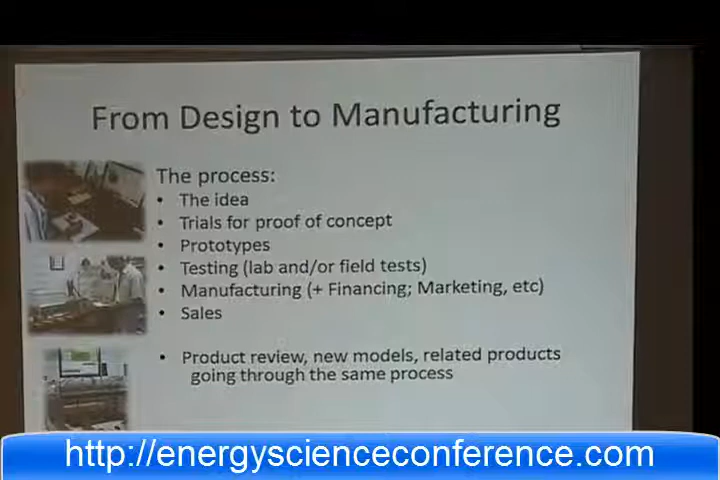 From Design to Manufacturing
The process:
• The idea
• Trials for proof of concept
• Prototypes
• Testing (lab and/or field tests)
• Manufacturing (+ Financing; Marketing, etc)
• Sales
• Product review, new models, related products
going through the same process
http://energyscienceconference.com